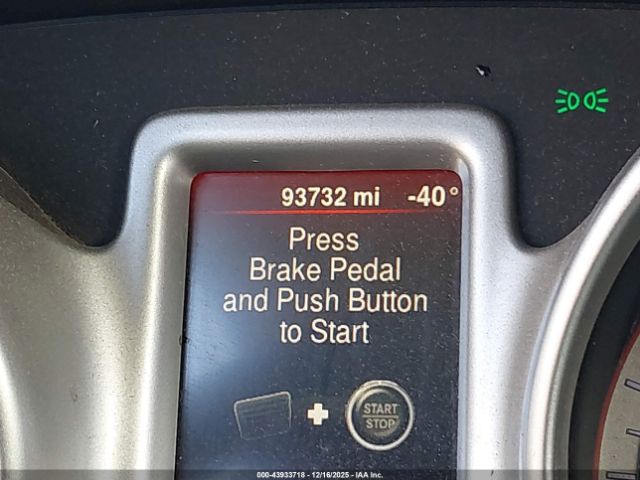 93732 mi -40°
Press
Brake Pedal
and Push Button
to Start
START
STOP
000-43933718 - 12/16/2025 - IAA Inc.